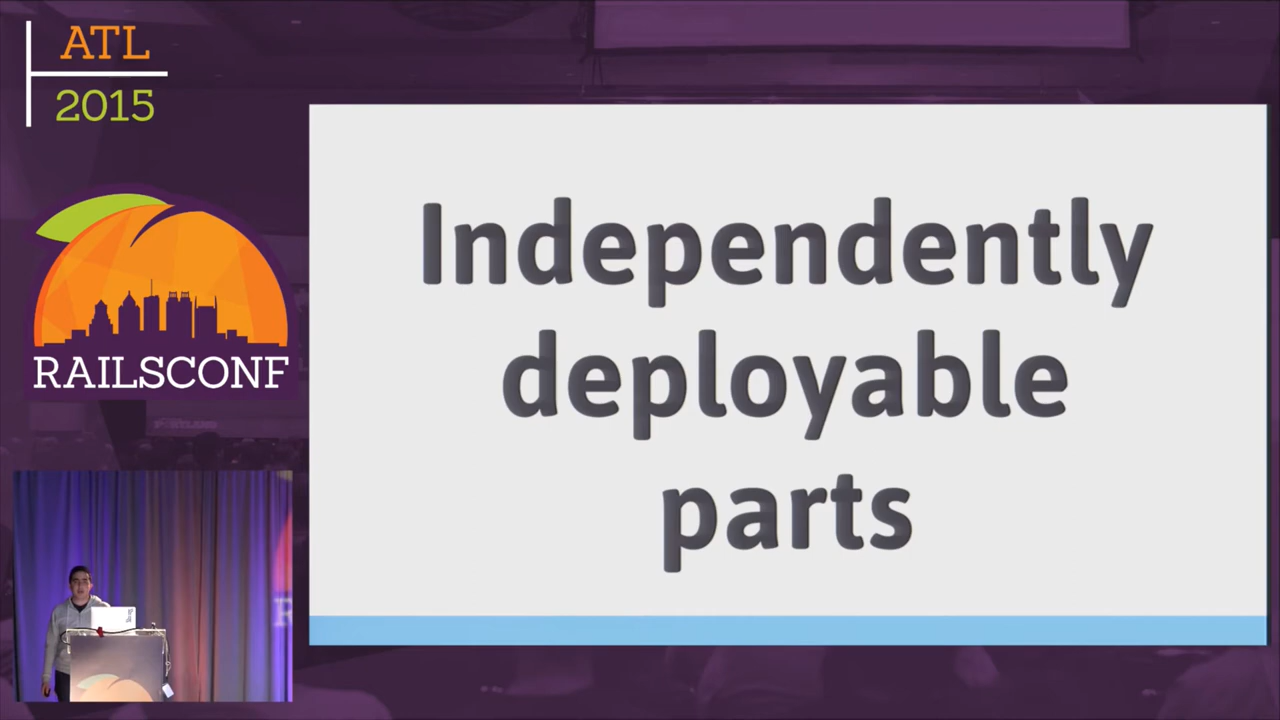 ATL
2015
RAILSCONF
Independently
deployable
parts